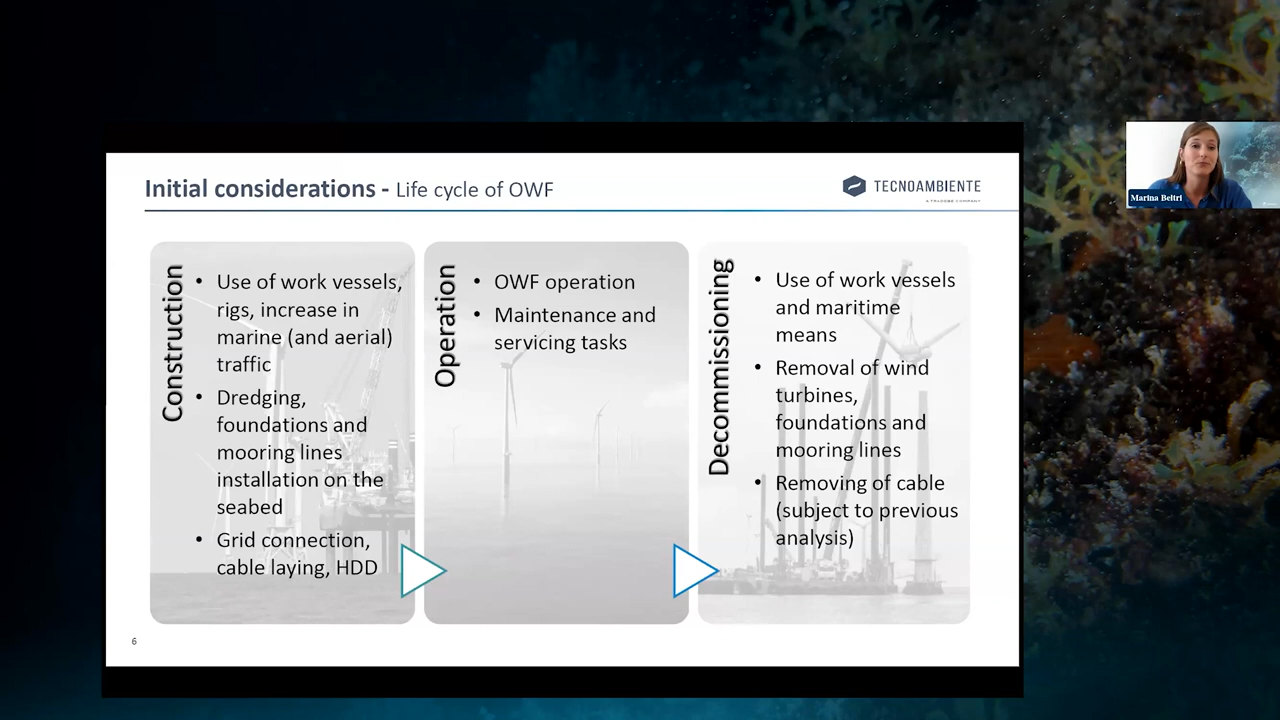 Initial considerations - Life cycle of OWF
TECNOAMBIENTE
A TRADEBE COMPANY
Construction
• Use of work vessels,
rigs, increase in
marine (and aerial)
traffic
• Dredging,
foundations and
mooring lines
installation on the
seabed
• Grid connection,
cable laying, HDD
Operation
• OWF operation
• Maintenance and
servicing tasks
Decommissioning
• Use of work vessels
and maritime
means
• Removal of wind
turbines,
foundations and
mooring lines
• Removing of cable
(subject to previous
analysis)
6
Marina Beltri